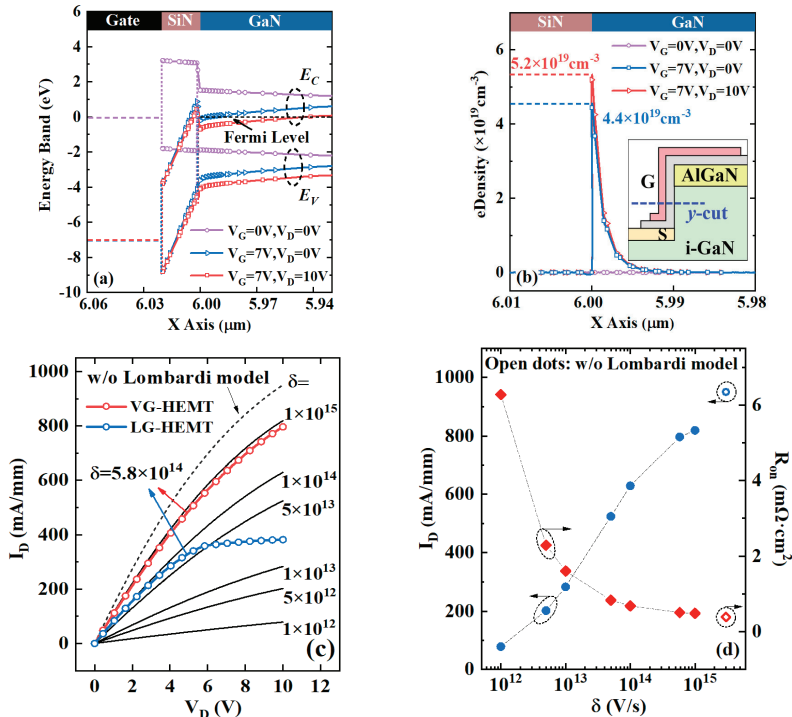 Gate SiN GaN
8
6
4
2
0
-2
-4
-6
-8
-10
Energy Band (eV)
E_C
Fermi Level
E_V
V_G=0V,V_D=0V
V_G=7V,V_D=0V
V_G=7V,V_D=10V
(a)
6.06 6.03 6.00 5.97 5.94
X Axis (μm)
SiN GaN
6
4
2
0
eDensity (×10^19 cm^-3)
V_G=0V,V_D=0V
V_G=7V,V_D=0V
V_G=7V,V_D=10V
5.2×10^19cm^-3
4.4×10^19cm^-3
G
AlGaN
y-cut
S
i-GaN
(b)
6.01 6.00 5.99 5.98
X Axis (μm)
1000
800
600
400
200
0
I_D (mA/mm)
w/o Lombardi model
δ=
VG-HEMT
LG-HEMT
1×10^15
δ=5.8×10^14
1×10^14
5×10^13
1×10^13
5×10^12
1×10^12
(c)
0 2 4 6 8 10 12
V_D (V)
Open dots: w/o Lombardi model
1000
800
600
400
200
0
I_D (mA/mm)
6
4
2
0
R_on (mΩ·cm^2)
(d)
10^12 10^13 10^14 10^15
δ (V/s)